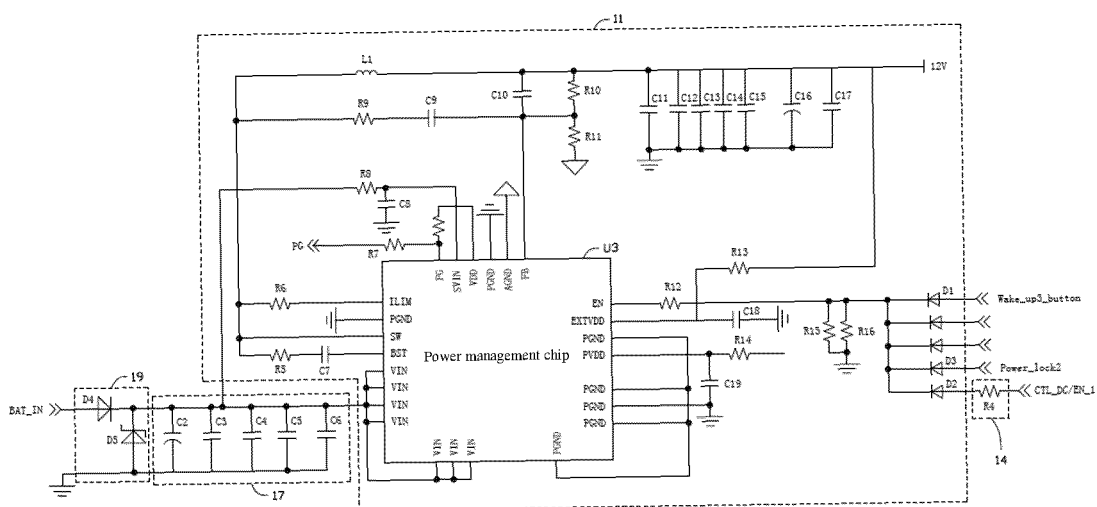 11
L1
12V
C10
R10
R9
C9
R11
C11
C12
C13
C14
C15
C16
C17
R8
C8
PG
R7
U3
PG
SVIN
VDD
PGND
AGND
FB
R13
R6
ILIM
PGND
SW
BST
R5
C7
VIN
VIN
VIN
VIN
Power management chip
EN
EXTVDD
PGND
PVDD
PGND
PGND
PGND
R12
C18
R14
C19
R15
R16
D1
Wake_up3_button
D3
Power_lock2
D2
R4
CTL_DC/EN_1
14
19
BAT_IN
D4
D5
C2
C3
C4
C5
C6
17
VIN
VIN
VIN
PGND